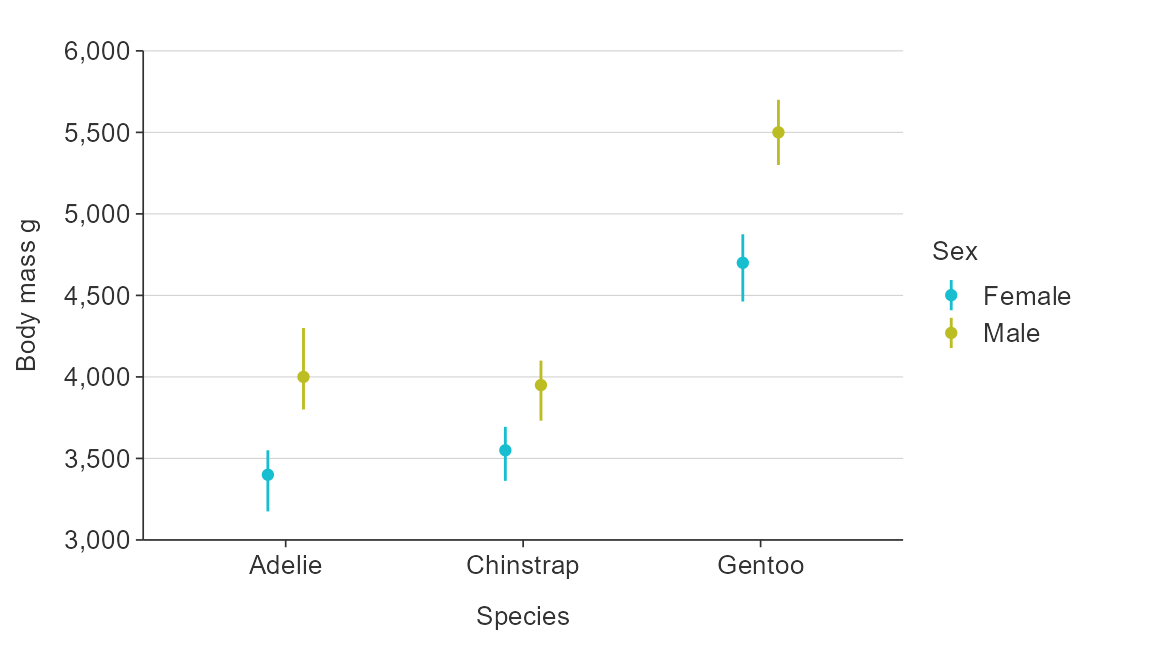 6,000
5,500
5,000
4,500
4,000
3,500
3,000
Body mass g
Adelie Chinstrap Gentoo
Species
Sex
Female
Male